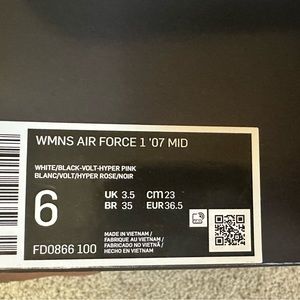 WMNS AIR FORCE 1 '07 MID
WHITE/BLACK-VOLT-HYPER PINK
BLANC/VOLT/HYPER ROSE/NOIR
6
UK 3.5 CM 23
BR 35 EUR 36.5
FD0866 100
MADE IN VIETNAM /
FABRIQUÉ AU VIETNAM /
FABRICADO NO VIETNÃ /
HECHO EN VIETNAM